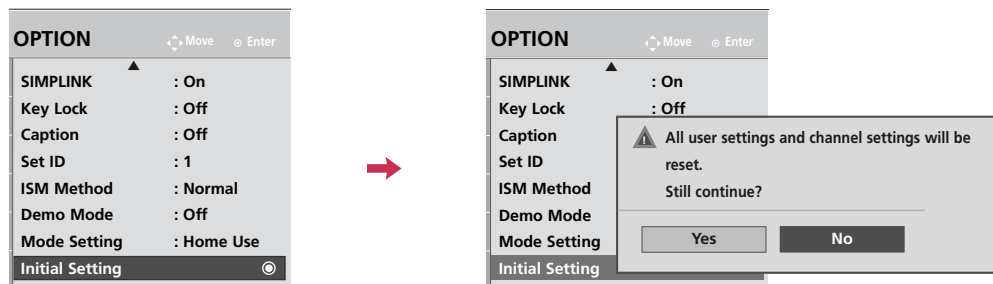 OPTION Move Enter
SIMPLINK : On
Key Lock : Off
Caption : Off
Set ID : 1
ISM Method : Normal
Demo Mode : Off
Mode Setting : Home Use
Initial Setting
OPTION Move Enter
SIMPLINK : On
Key Lock : Off
Caption
Set ID
ISM Method
Demo Mode
Mode Setting
Initial Setting
All user settings and channel settings will be
reset.
Still continue?
Yes No